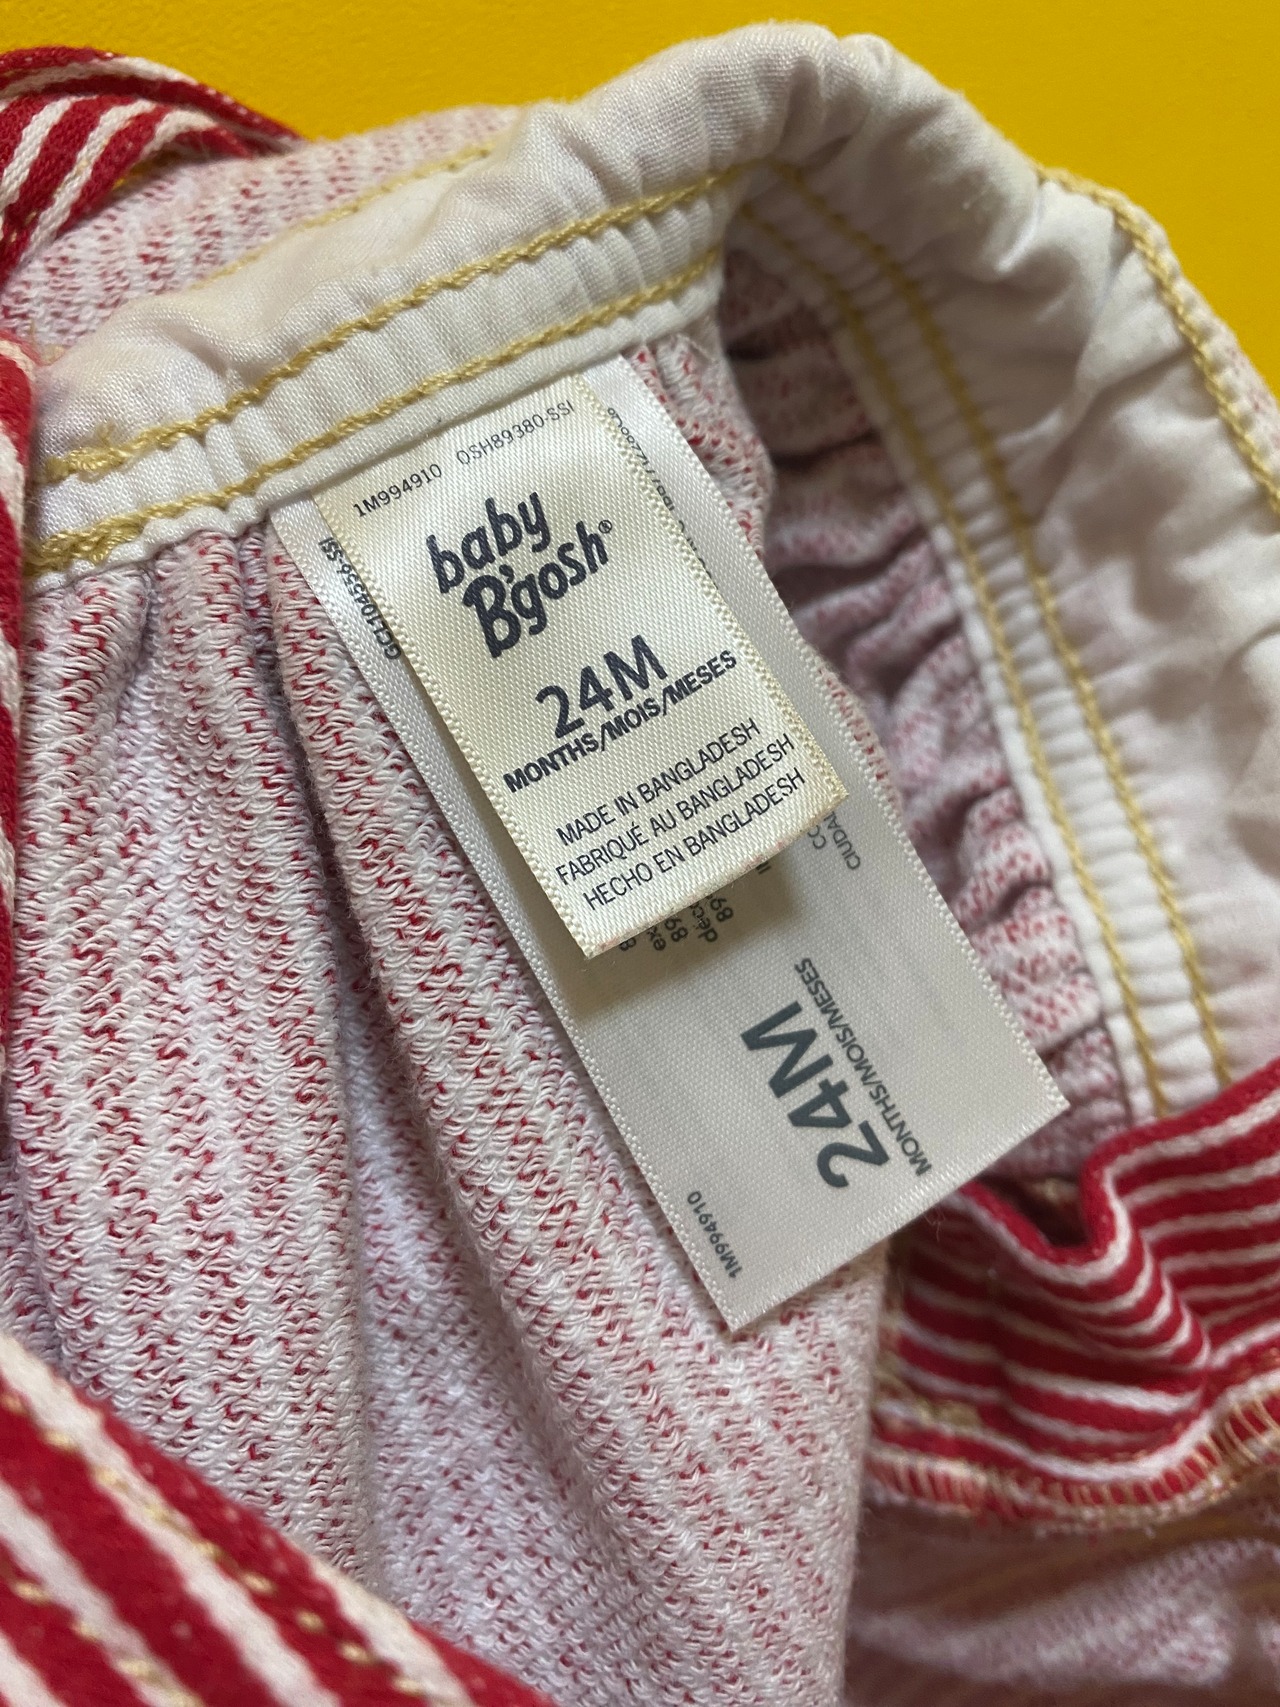 1M994910 OSH89380-SSI
baby
B'gosh®
24M
MONTHS/MOIS/MESES
MADE IN BANGLADESH
FABRIQUÉ AU BANGLADESH
HECHO EN BANGLADESH
24M
MONTHS/MOIS/MESES
1M994910